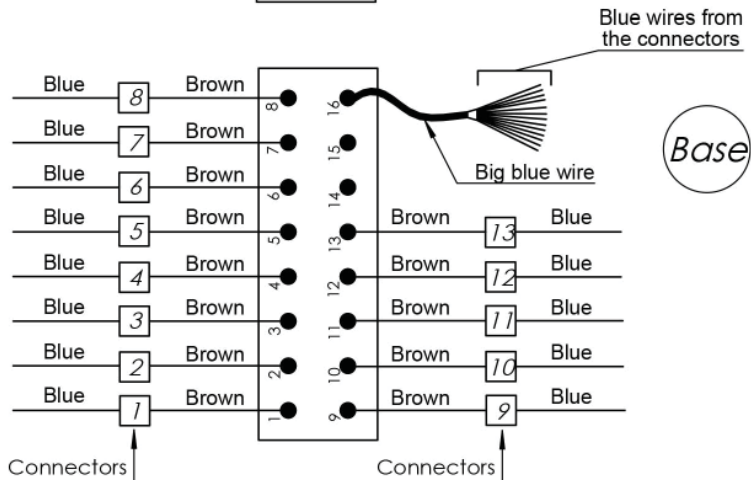 Blue wires from
the connectors
Blue 8 Brown 8 16
Blue 7 Brown 7 15
Base
Big blue wire
Blue 6 Brown 6 14
Blue 5 Brown 5 13 Brown 13 Blue
Blue 4 Brown 4 12 Brown 12 Blue
Blue 3 Brown 3 11 Brown 11 Blue
Blue 2 Brown 2 10 Brown 10 Blue
Blue 1 Brown 1 9 Brown 9 Blue
Connectors Connectors